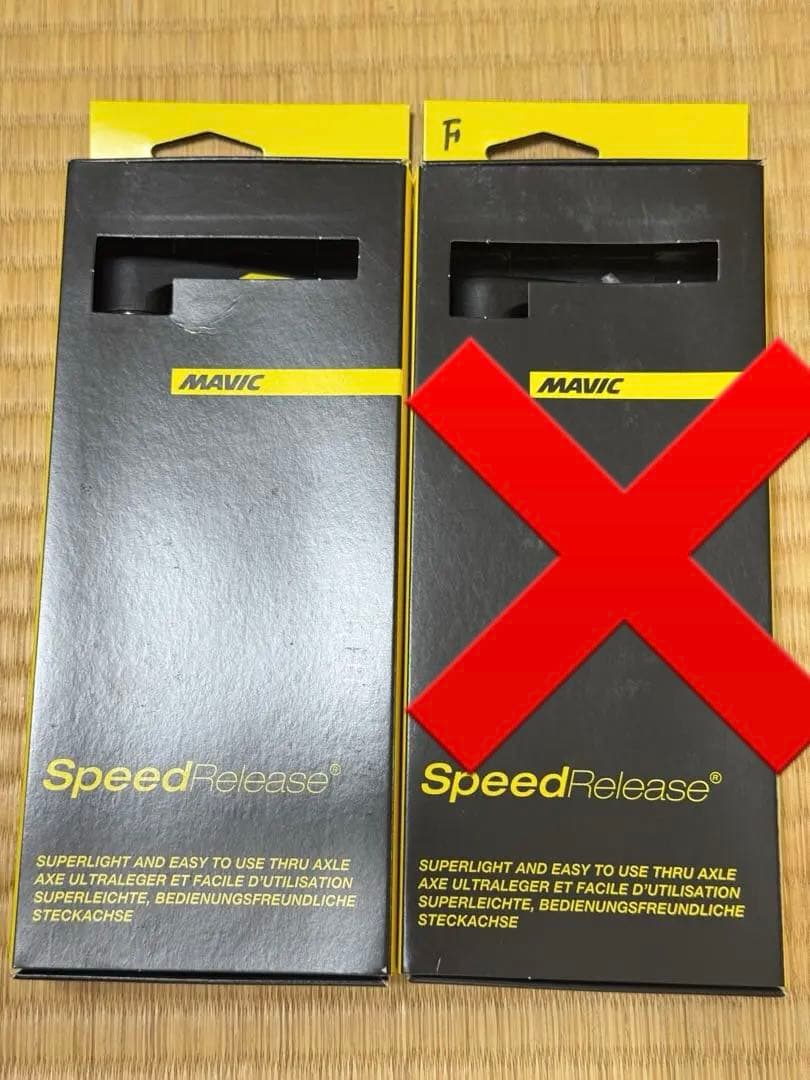 MAVIC
SpeedRelease®
SUPERLIGHT AND EASY TO USE THRU AXLE
AXE ULTRALEGER ET FACILE D'UTILISATION
SUPERLEICHTE, BEDIENUNGSFREUNDLICHE
STECKACHSE
F
MAVIC
SpeedRelease®
SUPERLIGHT AND EASY TO USE THRU AXLE
AXE ULTRALEGER ET FACILE D'UTILISATION
SUPERLEICHTE, BEDIENUNGSFREUNDLICHE
STECKACHSE